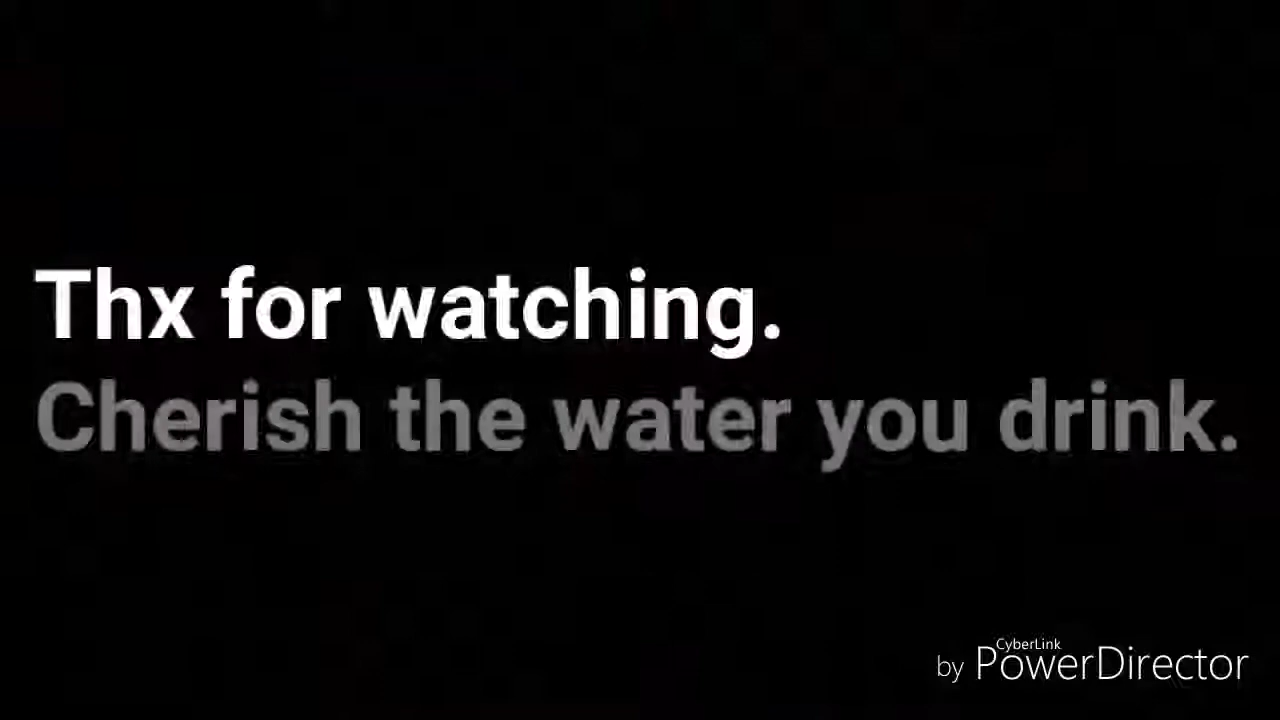 Thx for watching.
Cherish the water you drink.
CyberLink
by PowerDirector